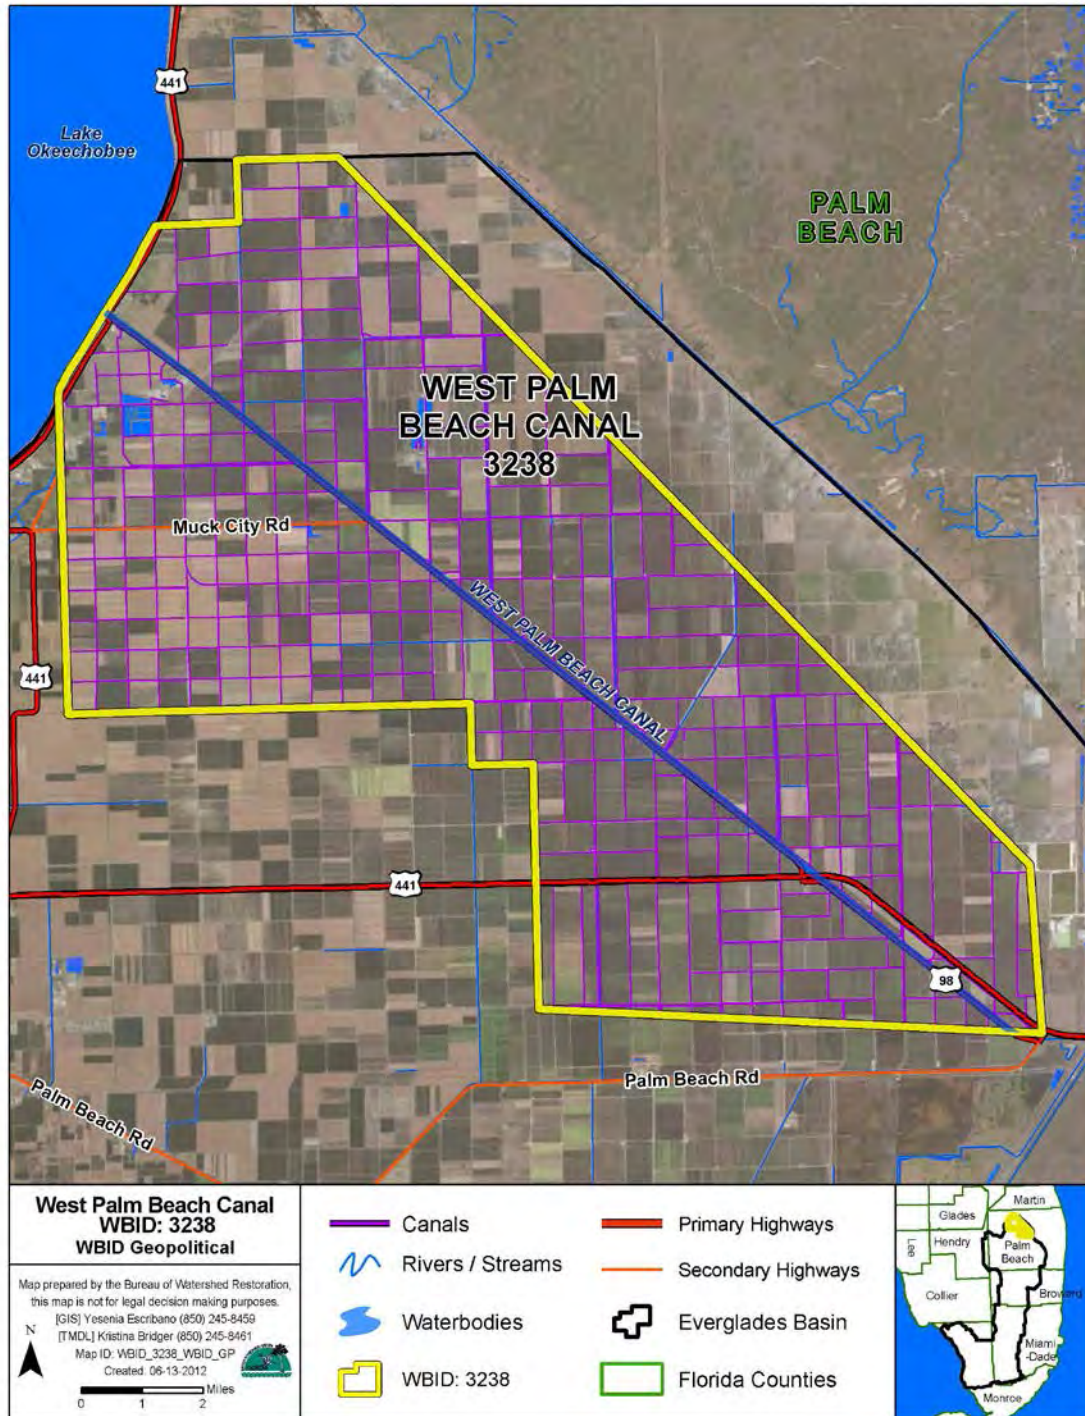 441
Lake
Okeechobee
PALM
BEACH
WEST PALM
BEACH CANAL
3238
Muck City Rd
WEST PALM BEACH CANAL
441
441
98
Palm Beach Rd
Palm Beach Rd
West Palm Beach Canal
WBID: 3238
WBID Geopolitical
Map prepared by the Bureau of Watershed Restoration,
this map is not for legal decision making purposes.
[GIS] Yesenia Escribano (850) 245-8459
[TMDL] Kristina Bridger (850) 245-8461
Map ID: WBID_3238_WBID_GP
Created: 06-13-2012
N
Miles
0 1 2
Canals
Rivers / Streams
Waterbodies
WBID: 3238
Primary Highways
Secondary Highways
Everglades Basin
Florida Counties
Martin
Glades
Lee
Hendry
Palm
Beach
Collier
Broward
Miami
-Dade
Monroe